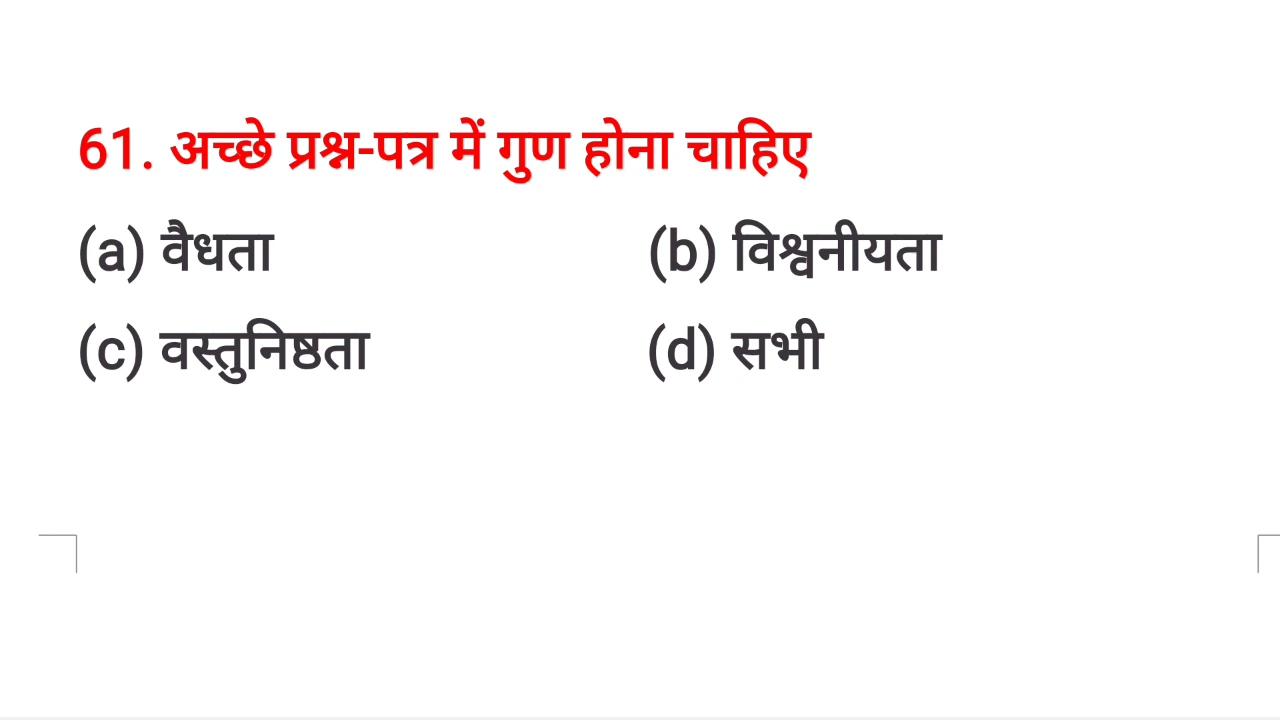 61. अच्छे प्रश्न-पत्र में गुण होना चाहिए
(a) वैधता (b) विश्वनीयता
(c) वस्तुनिष्ठता (d) सभी